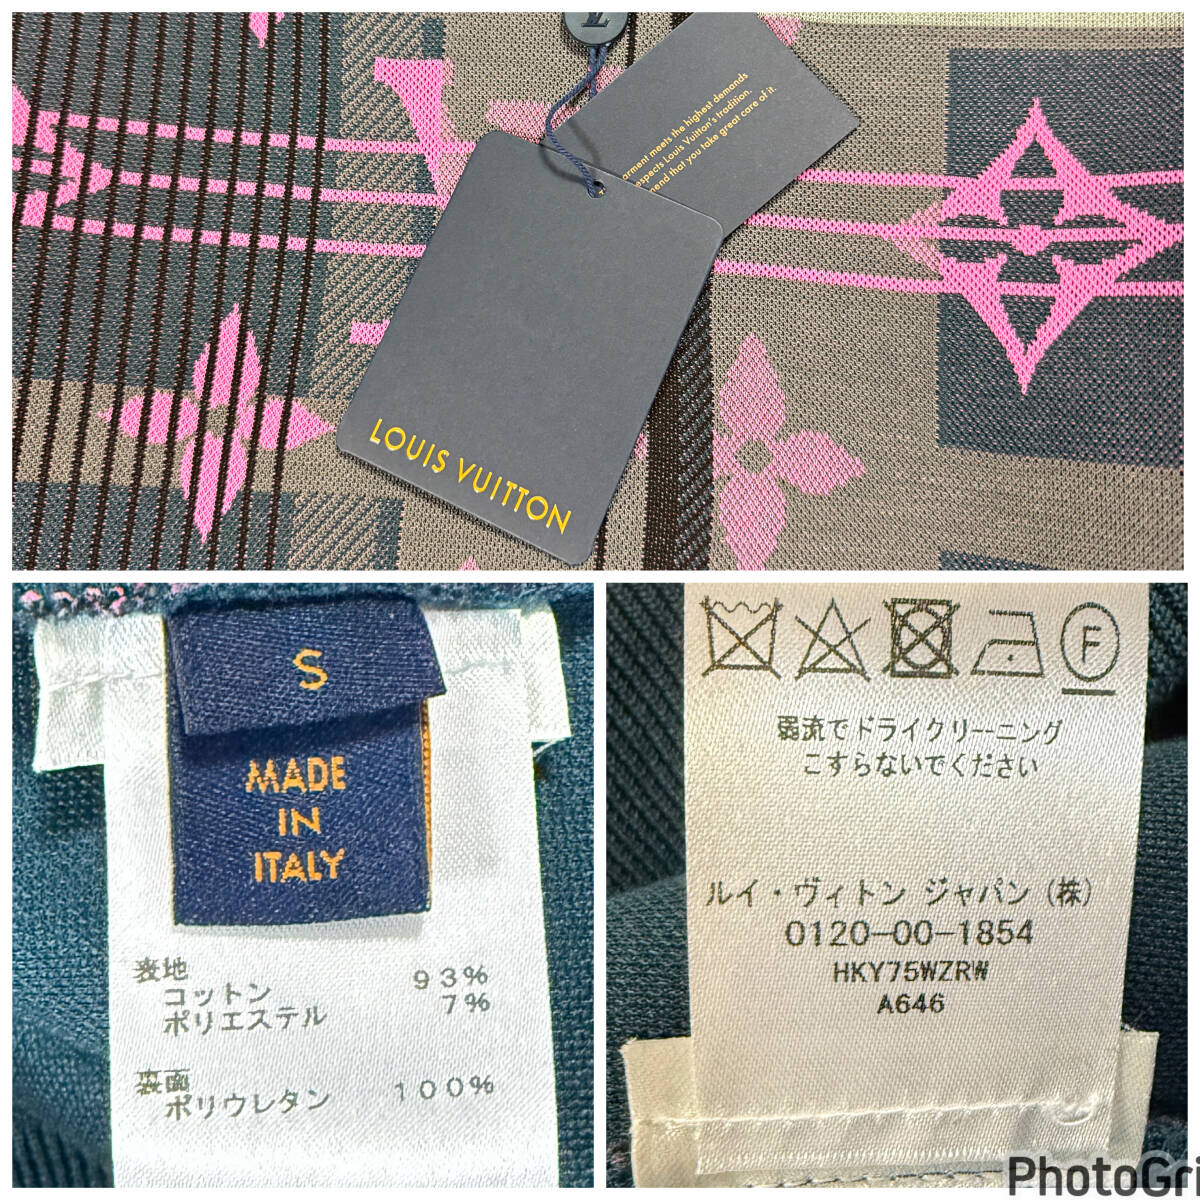 arment meets the highest demands
espects Louis Vuitton's tradition.
mend that you take great care of it.
LOUIS VUITTON
S
MADE
IN
ITALY
表地
コットン 93%
ポリエステル 7%
裏面
ポリウレタン 100%
F
弱流でドライクリーニング
こすらないでください
ルイ・ヴィトン ジャパン (株)
0120-00-1854
HKY75WZRW
A646
PhotoGri